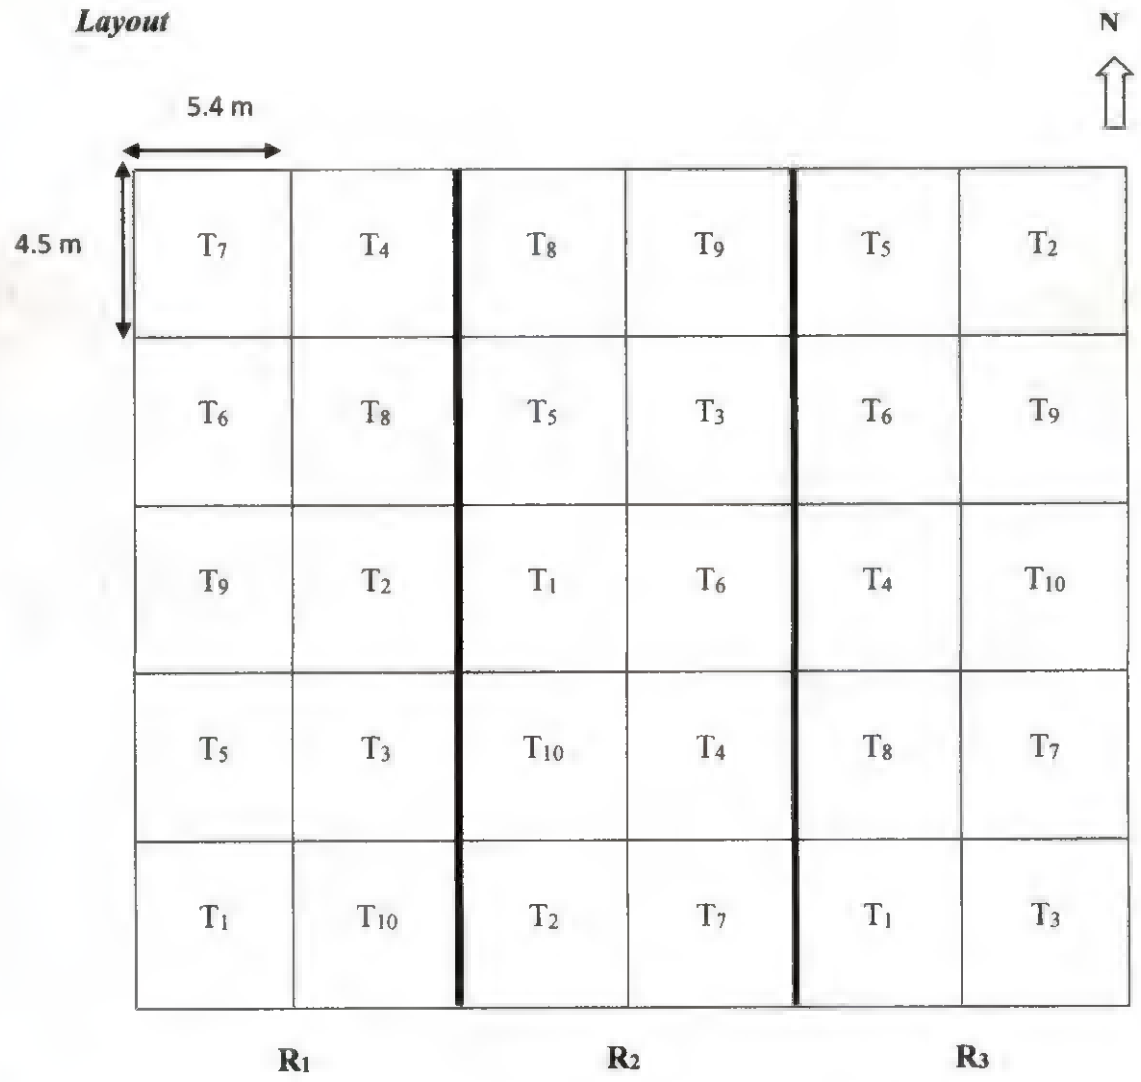 Layout
N
5.4 m
4.5 m
T7 T4 T8 T9 T5 T2
T6 T8 T5 T3 T6 T9
T9 T2 T1 T6 T4 T10
T5 T3 T10 T4 T8 T7
T1 T10 T2 T7 T1 T3
R1 R2 R3